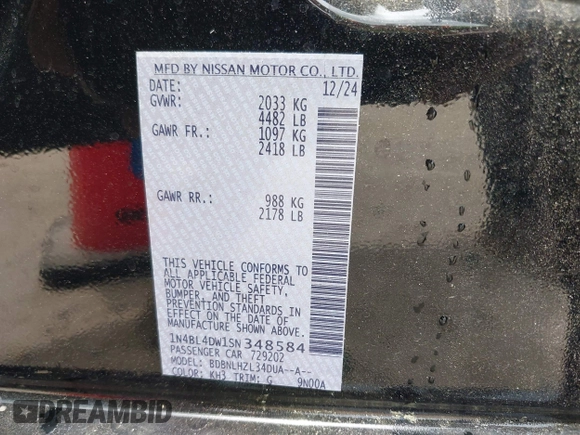 MFD BY NISSAN MOTOR CO., LTD.
DATE: 12/24
GVWR: 2033 KG
4482 LB
GAWR FR.: 1097 KG
2418 LB
GAWR RR.: 988 KG
2178 LB
THIS VEHICLE CONFORMS TO
ALL APPLICABLE FEDERAL
MOTOR VEHICLE SAFETY,
BUMPER, AND THEFT
PREVENTION STANDARDS IN
EFFECT ON THE DATE OF
MANUFACTURE SHOWN ABOVE.
1N4BL4DW1SN348584
PASSENGER CAR 729202
MODEL: BDBNLHZL34DUA--A--
COLOR: KH3 TRIM: G 9N00A
DREAMBID